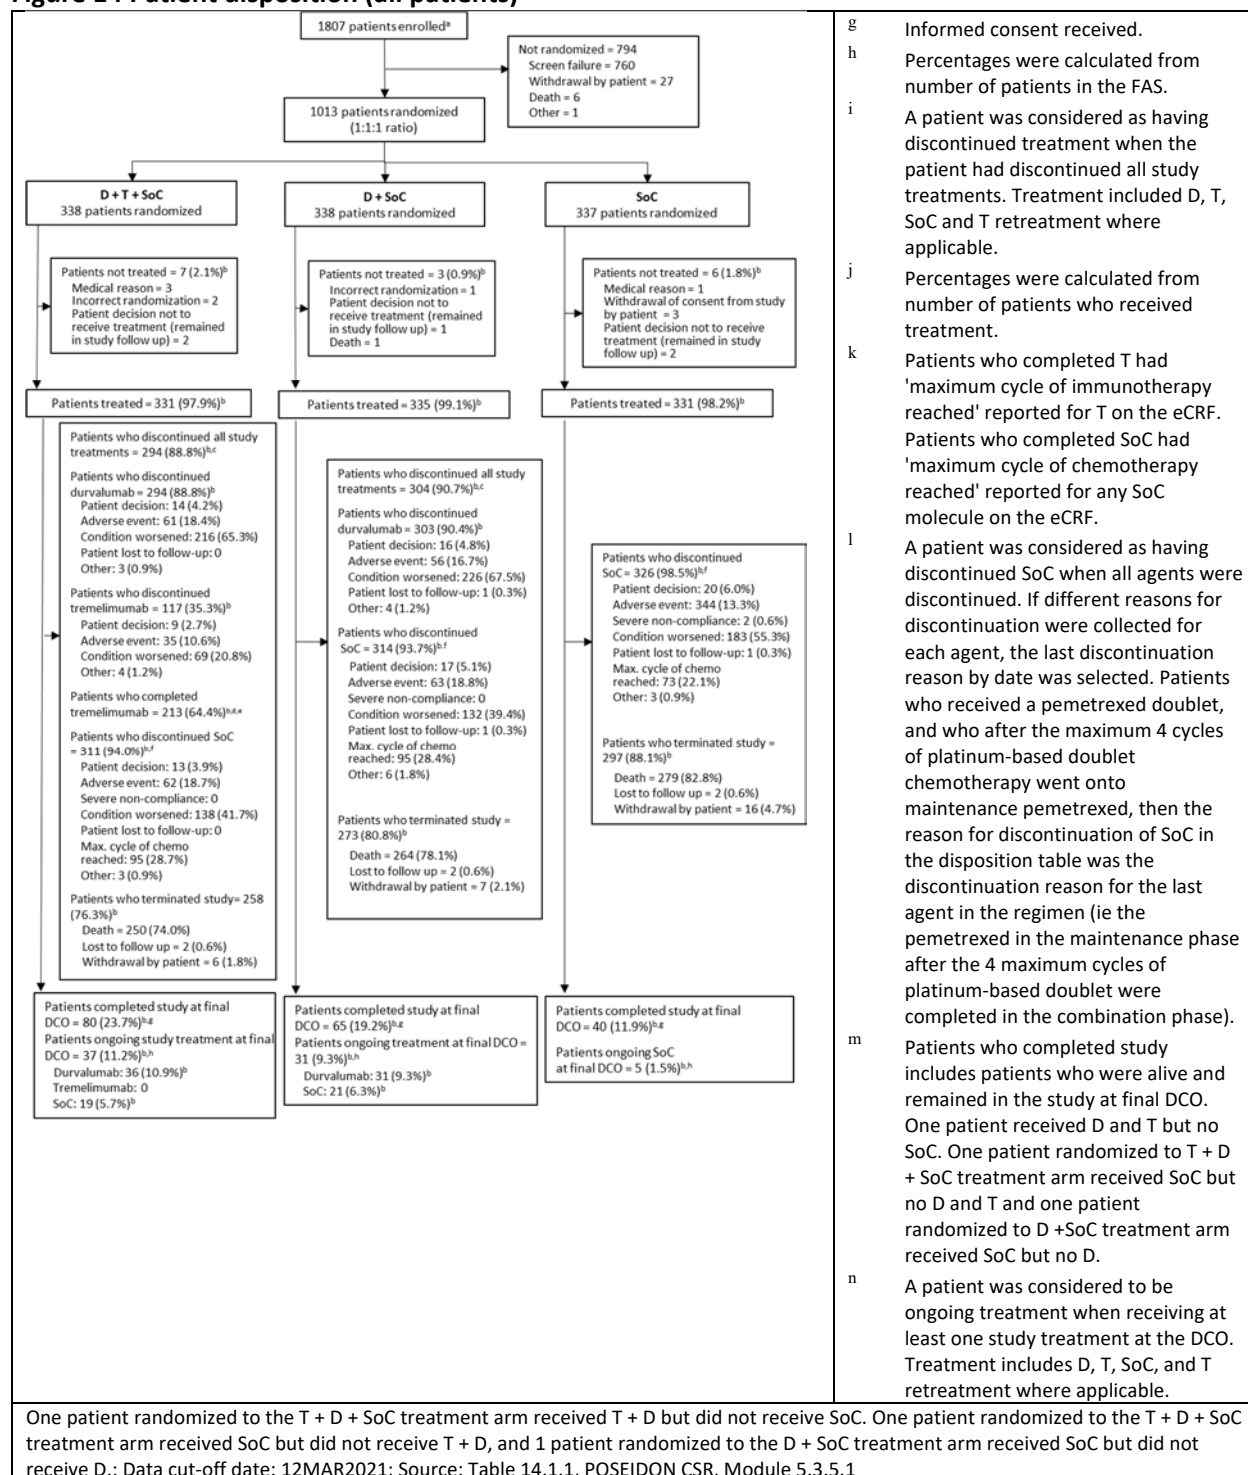 Figure 14: Patient disposition (all patients)
1807 patients enrolledª
Not randomized = 794
Screen failure = 760
Withdrawal by patient = 27
Death = 6
Other = 1
1013 patients randomized
(1:1:1 ratio)
D + T + SoC
338 patients randomized
D + SoC
338 patients randomized
SoC
337 patients randomized
Patients not treated = 7 (2.1%)ᵇ
Medical reason = 3
Incorrect randomization = 2
Patient decision not to
receive treatment (remained
in study follow up) = 2
Patients not treated = 3 (0.9%)ᵇ
Incorrect randomization = 1
Patient decision not to
receive treatment (remained
in study follow up) = 1
Death = 1
Patients not treated = 6 (1.8%)ᵇ
Medical reason = 1
Withdrawal of consent from study
by patient = 3
Patient decision not to receive
treatment (remained in study
follow up) = 2
Patients treated = 331 (97.9%)ᵇ
Patients treated = 335 (99.1%)ᵇ
Patients treated = 331 (98.2%)ᵇ
Patients who discontinued all study
treatments = 294 (88.8%)ᵇ,ᶜ
Patients who discontinued
durvalumab = 294 (88.8%)ᵇ
Patient decision: 14 (4.2%)
Adverse event: 61 (18.4%)
Condition worsened: 216 (65.3%)
Patient lost to follow-up: 0
Other: 3 (0.9%)
Patients who discontinued
tremelimumab = 117 (35.3%)ᵇ
Patient decision: 9 (2.7%)
Adverse event: 35 (10.6%)
Condition worsened: 69 (20.8%)
Other: 4 (1.2%)
Patients who completed
tremelimumab = 213 (64.4%)ᵇ,ᵈ,ᵉ
Patients who discontinued SoC
= 311 (94.0%)ᵇ,ᶠ
Patient decision: 13 (3.9%)
Adverse event: 62 (18.7%)
Severe non-compliance: 0
Condition worsened: 138 (41.7%)
Patient lost to follow-up: 0
Max. cycle of chemo
reached: 95 (28.7%)
Other: 3 (0.9%)
Patients who terminated study= 258
(76.3%)ᵇ
Death = 250 (74.0%)
Lost to follow up = 2 (0.6%)
Withdrawal by patient = 6 (1.8%)
Patients who discontinued all study
treatments = 304 (90.7%)ᵇ,ᶜ
Patients who discontinued
durvalumab = 303 (90.4%)ᵇ
Patient decision: 16 (4.8%)
Adverse event: 56 (16.7%)
Condition worsened: 226 (67.5%)
Patient lost to follow-up: 1 (0.3%)
Other: 4 (1.2%)
Patients who discontinued
SoC = 314 (93.7%)ᵇ,ᶠ
Patient decision: 17 (5.1%)
Adverse event: 63 (18.8%)
Severe non-compliance: 0
Condition worsened: 132 (39.4%)
Patient lost to follow-up: 1 (0.3%)
Max. cycle of chemo
reached: 95 (28.4%)
Other: 6 (1.8%)
Patients who terminated study =
273 (80.8%)ᵇ
Death = 264 (78.1%)
Lost to follow up = 2 (0.6%)
Withdrawal by patient = 7 (2.1%)
Patients who discontinued
SoC = 326 (98.5%)ᵇ,ᶠ
Patient decision: 20 (6.0%)
Adverse event: 344 (13.3%)
Severe non-compliance: 2 (0.6%)
Condition worsened: 183 (55.3%)
Patient lost to follow-up: 1 (0.3%)
Max. cycle of chemo
reached: 73 (22.1%)
Other: 3 (0.9%)
Patients who terminated study =
297 (88.1%)ᵇ
Death = 279 (82.8%)
Lost to follow up = 2 (0.6%)
Withdrawal by patient = 16 (4.7%)
Patients completed study at final
DCO = 80 (23.7%)ᵇ,ᵍ
Patients ongoing study treatment at final
DCO = 37 (11.2%)ᵇ,ʰ
Durvalumab: 36 (10.9%)ᵇ
Tremelimumab: 0
SoC: 19 (5.7%)ᵇ
Patients completed study at final
DCO = 65 (19.2%)ᵇ,ᵍ
Patients ongoing treatment at final DCO =
31 (9.3%)ᵇ,ʰ
Durvalumab: 31 (9.3%)ᵇ
SoC: 21 (6.3%)ᵇ
Patients completed study at final
DCO = 40 (11.9%)ᵇ,ᵍ
Patients ongoing SoC
at final DCO = 5 (1.5%)ᵇ,ʰ
g Informed consent received.
h Percentages were calculated from
number of patients in the FAS.
i A patient was considered as having
discontinued treatment when the
patient had discontinued all study
treatments. Treatment included D, T,
SoC and T retreatment where
applicable.
j Percentages were calculated from
number of patients who received
treatment.
k Patients who completed T had
'maximum cycle of immunotherapy
reached' reported for T on the eCRF.
Patients who completed SoC had
'maximum cycle of chemotherapy
reached' reported for any SoC
molecule on the eCRF.
l A patient was considered as having
discontinued SoC when all agents were
discontinued. If different reasons for
discontinuation were collected for
each agent, the last discontinuation
reason by date was selected. Patients
who received a pemetrexed doublet,
and who after the maximum 4 cycles
of platinum-based doublet
chemotherapy went onto
maintenance pemetrexed, then the
reason for discontinuation of SoC in
the disposition table was the
discontinuation reason for the last
agent in the regimen (ie the
pemetrexed in the maintenance phase
after the 4 maximum cycles of
platinum-based doublet were
completed in the combination phase).
m Patients who completed study
includes patients who were alive and
remained in the study at final DCO.
One patient received D and T but no
SoC. One patient randomized to T + D
+ SoC treatment arm received SoC but
no D and T and one patient
randomized to D +SoC treatment arm
received SoC but no D.
n A patient was considered to be
ongoing treatment when receiving at
least one study treatment at the DCO.
Treatment includes D, T, SoC, and T
retreatment where applicable.
One patient randomized to the T + D + SoC treatment arm received T + D but did not receive SoC. One patient randomized to the T + D + SoC
treatment arm received SoC but did not receive T + D, and 1 patient randomized to the D + SoC treatment arm received SoC but did not
receive D.; Data cut-off date: 12MAR2021; Source: Table 14.1.1, POSEIDON CSR, Module 5.3.5.1